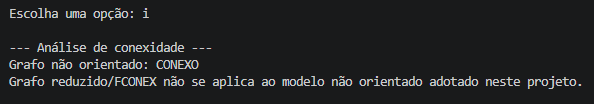 Escolha uma opção: i
--- Análise de conexidade ---
Grafo não orientado: CONEXO
Grafo reduzido/FCONEX não se aplica ao modelo não orientado adotado neste projeto.